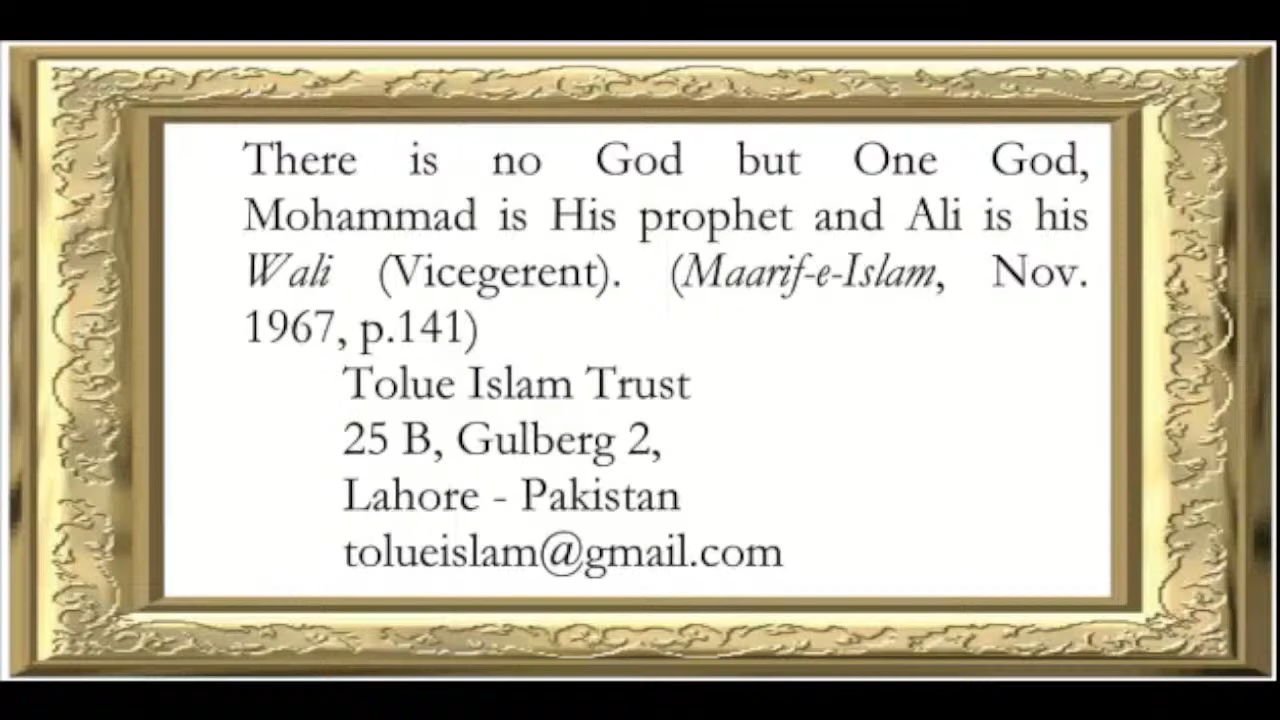 There is no God but One God,
Mohammad is His prophet and Ali is his
Wali (Vicegerent). (Maarif-e-Islam, Nov.
1967, p.141)
Tolue Islam Trust
25 B, Gulberg 2,
Lahore - Pakistan
tolueislam@gmail.com